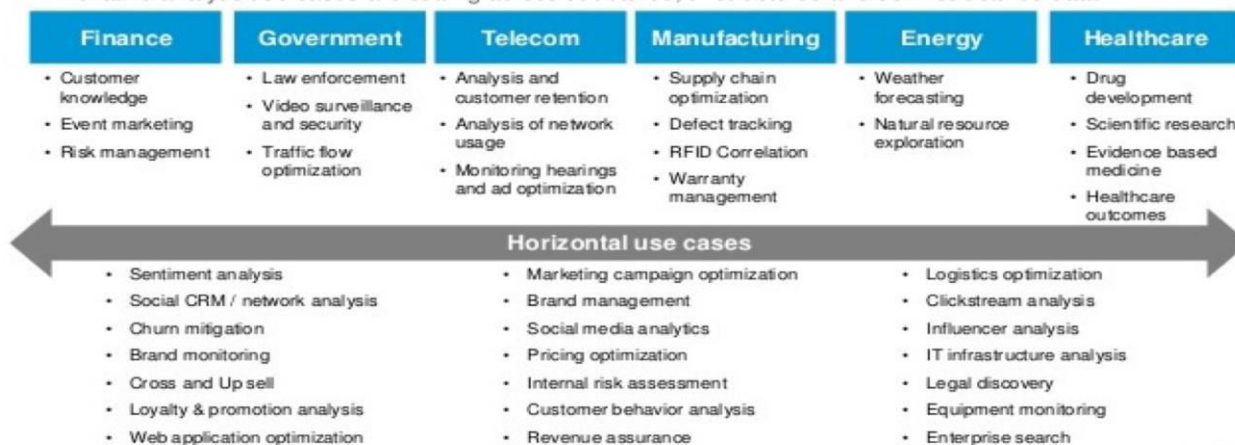 Finance
Government
Telecom
Manufacturing
Energy
Healthcare
• Customer
knowledge
• Event marketing
• Risk management
• Law enforcement
• Video surveillance
and security
• Traffic flow
optimization
• Analysis and
customer retention
• Analysis of network
usage
• Monitoring hearings
and ad optimization
• Supply chain
optimization
• Defect tracking
• RFID Correlation
• Warranty
management
• Weather
forecasting
• Natural resource
exploration
• Drug
development
• Scientific research
• Evidence based
medicine
• Healthcare
outcomes
Horizontal use cases
• Sentiment analysis
• Social CRM / network analysis
• Churn mitigation
• Brand monitoring
• Cross and Up sell
• Loyalty & promotion analysis
• Web application optimization
• Marketing campaign optimization
• Brand management
• Social media analytics
• Pricing optimization
• Internal risk assessment
• Customer behavior analysis
• Revenue assurance
• Logistics optimization
• Clickstream analysis
• Influencer analysis
• IT infrastructure analysis
• Legal discovery
• Equipment monitoring
• Enterprise search